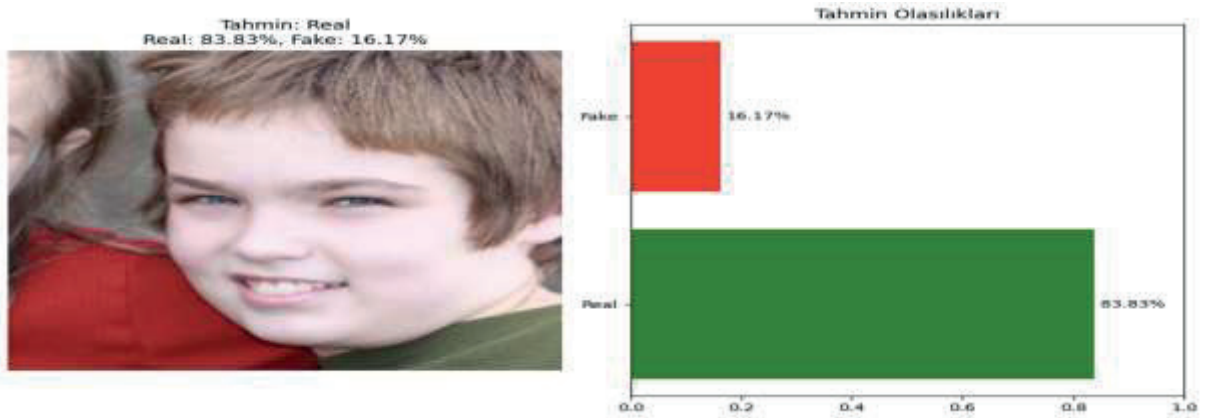 Tahmin: Real
Real: 83.83%, Fake: 16.17%
Tahmin Olasılıkları
Fake
16.17%
Real
83.83%
0.0 0.2 0.4 0.6 0.8 1.0